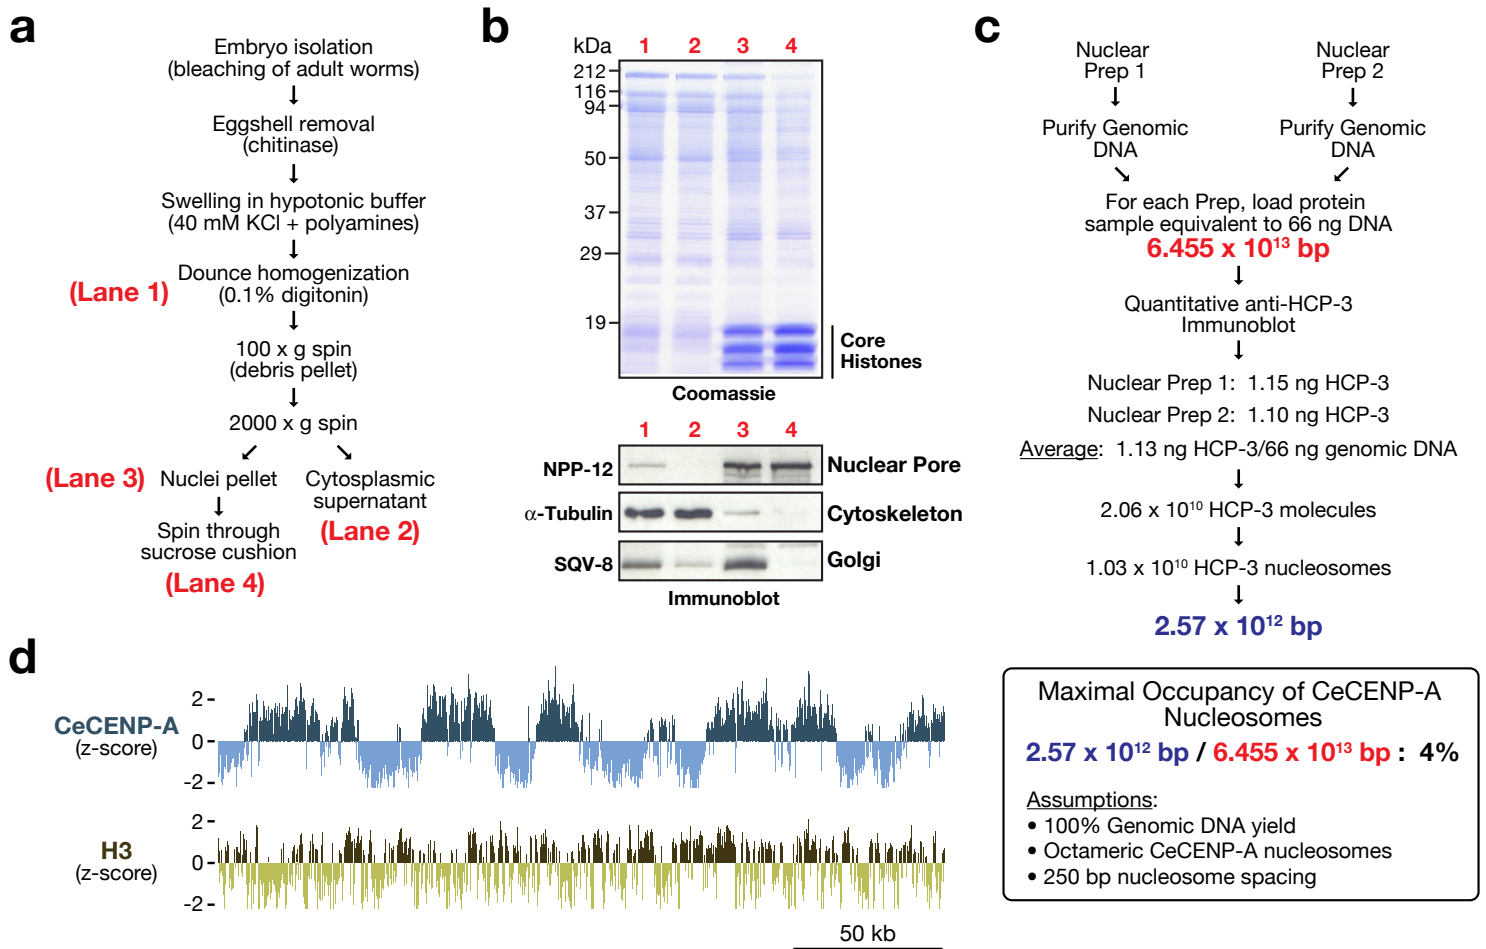 a
Embryo isolation
(bleaching of adult worms)
Eggshell removal
(chitinase)
Swelling in hypotonic buffer
(40 mM KCl + polyamines)
Dounce homogenization
(0.1% digitonin)
(Lane 1)
100 x g spin
(debris pellet)
2000 x g spin
(Lane 3)
Nuclei pellet
Cytosplasmic
supernatant
(Lane 2)
Spin through
sucrose cushion
(Lane 4)
b
kDa 1 2 3 4
212
116
94
50
37
29
19
Core
Histones
Coomassie
1 2 3 4
NPP-12
Nuclear Pore
α-Tubulin
Cytoskeleton
SQV-8
Golgi
Immunoblot
c
Nuclear
Prep 1
Nuclear
Prep 2
Purify Genomic
DNA
Purify Genomic
DNA
For each Prep, load protein
sample equivalent to 66 ng DNA
6.455 x 10¹³ bp
Quantitative anti-HCP-3
Immunoblot
Nuclear Prep 1: 1.15 ng HCP-3
Nuclear Prep 2: 1.10 ng HCP-3
Average: 1.13 ng HCP-3/66 ng genomic DNA
2.06 x 10¹⁰ HCP-3 molecules
1.03 x 10¹⁰ HCP-3 nucleosomes
2.57 x 10¹² bp
Maximal Occupancy of CeCENP-A
Nucleosomes
2.57 x 10¹² bp / 6.455 x 10¹³ bp : 4%
Assumptions:
• 100% Genomic DNA yield
• Octameric CeCENP-A nucleosomes
• 250 bp nucleosome spacing
d
CeCENP-A
(z-score)
2
0
-2
H3
(z-score)
2
0
-2
50 kb